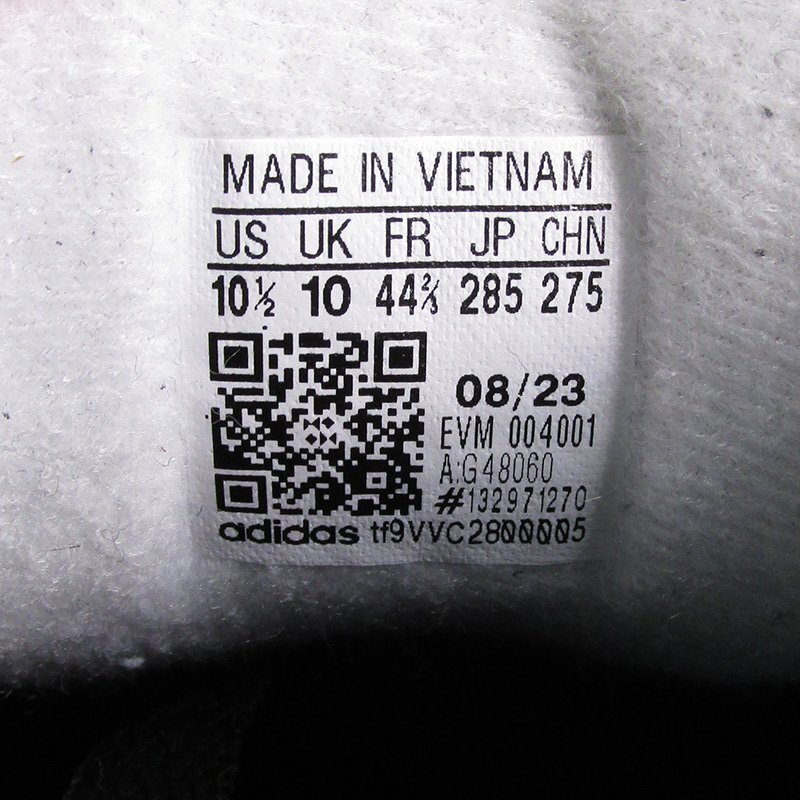 MADE IN VIETNAM
US UK FR JP CHN
10½ 10 44⅔ 285 275
08/23
EVM 004001
A:G48060
#132971270
adidas tf9VVC2800005